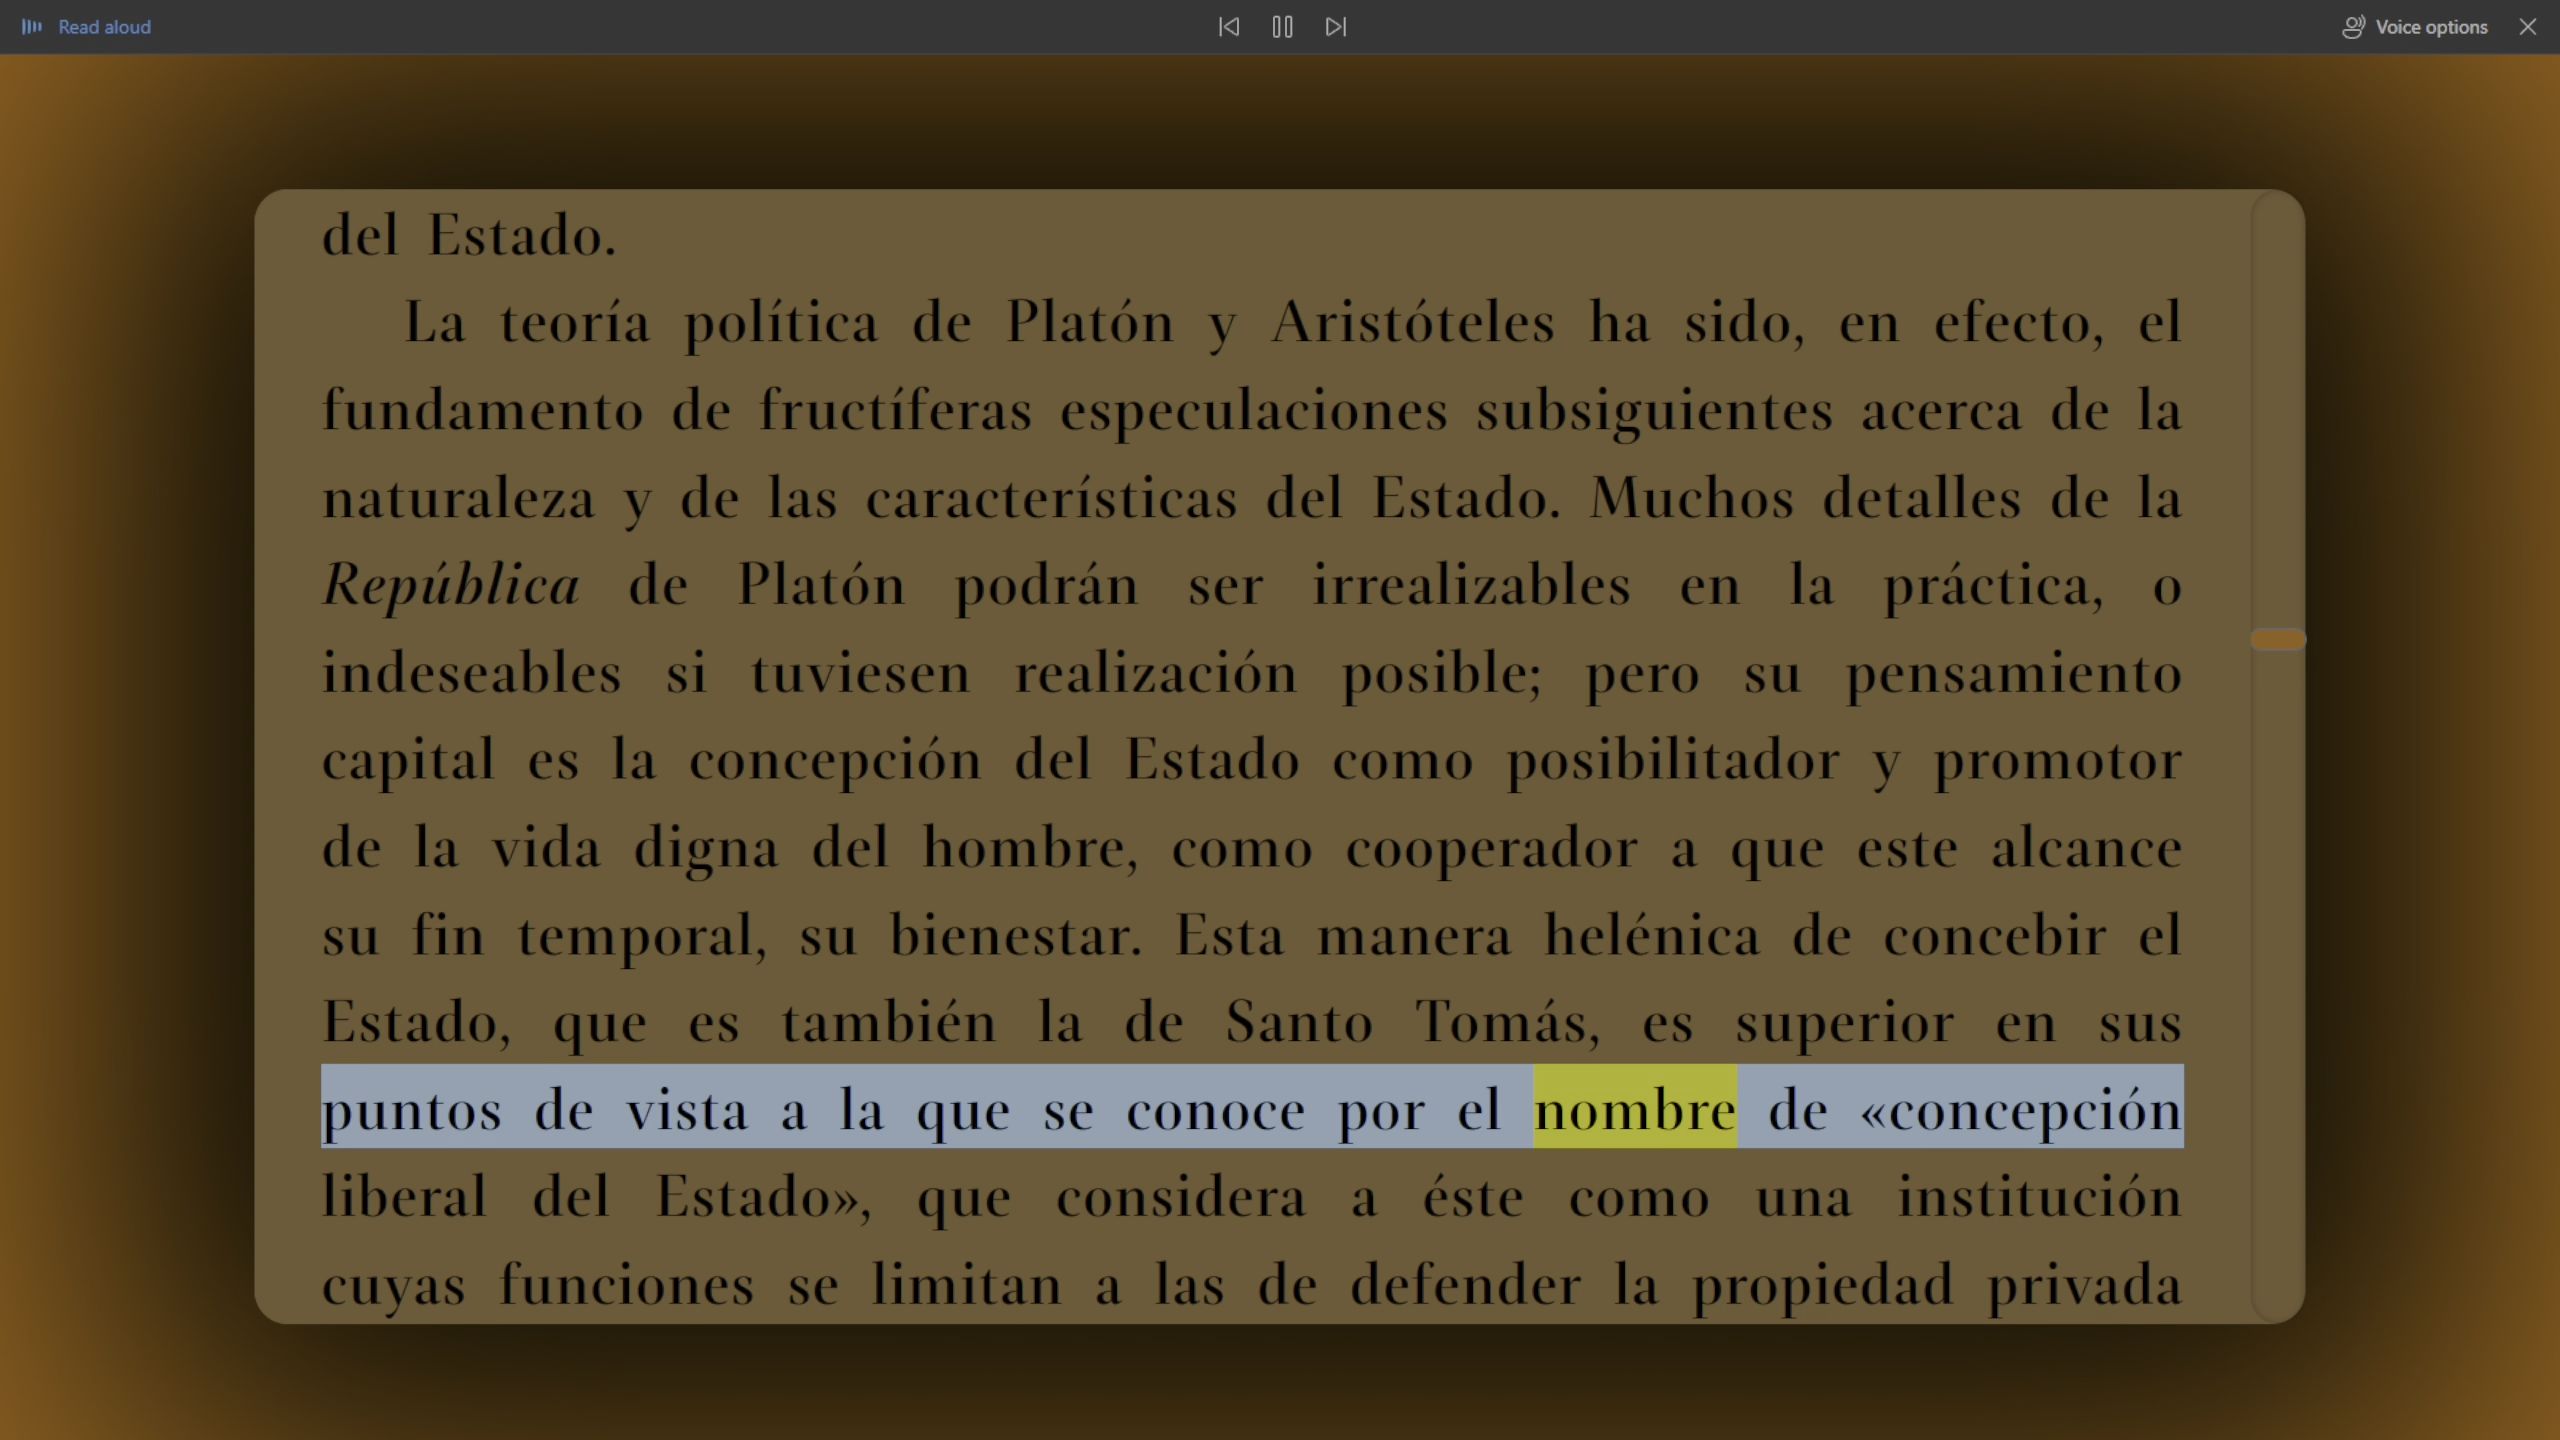 Read aloud
Voice options
del Estado.
La teoría política de Platón y Aristóteles ha sido, en efecto, el
fundamento de fructíferas especulaciones subsiguientes acerca de la
naturaleza y de las características del Estado. Muchos detalles de la
República de Platón podrán ser irrealizables en la práctica, o
indeseables si tuviesen realización posible; pero su pensamiento
capital es la concepción del Estado como posibilitador y promotor
de la vida digna del hombre, como cooperador a que este alcance
su fin temporal, su bienestar. Esta manera helénica de concebir el
Estado, que es también la de Santo Tomás, es superior en sus
puntos de vista a la que se conoce por el nombre de «concepción
liberal del Estado», que considera a éste como una institución
cuyas funciones se limitan a las de defender la propiedad privada